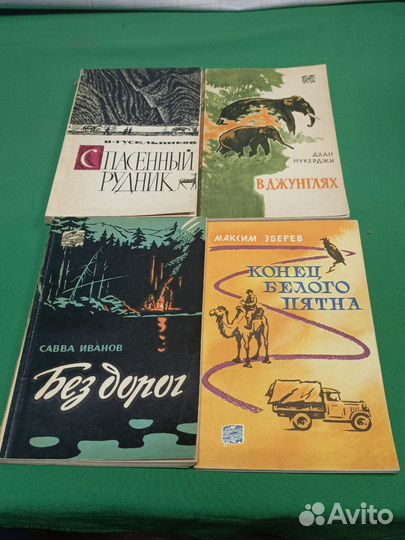 И·ГУСЕЛЬНИКОВ
СПАСЕННЫЙ
РУДНИК
ДХАН
МУКЕРДЖИ
В ДЖУНГЛЯХ
САВВА ИВАНОВ
Без дорог
МАКСИМ ЗВЕРЕВ
КОНЕЦ
БЕЛОГО
ПЯТНА
Avito